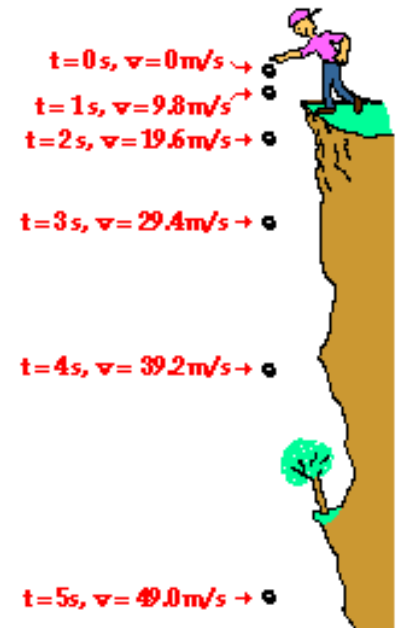 t=0s, v=0m/s
t=1s, v=9.8m/s
t=2s, v=19.6m/s
t=3s, v=29.4m/s
t=4s, v=39.2m/s
t=5s, v=49.0m/s